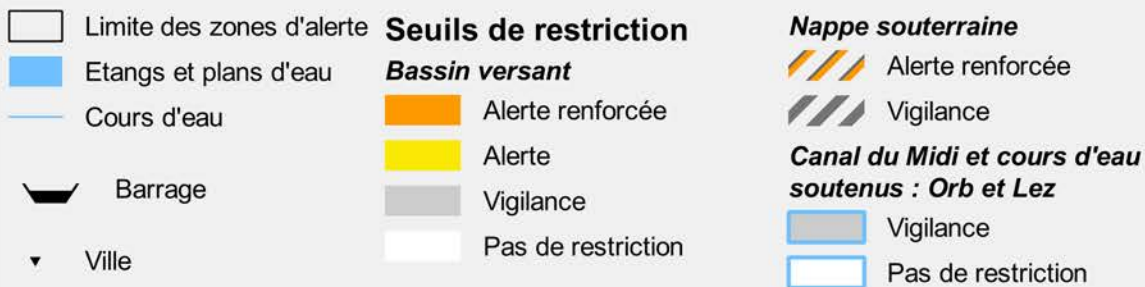 Limite des zones d'alerte
Etangs et plans d'eau
Cours d'eau
Barrage
Ville
Seuils de restriction
Bassin versant
Alerte renforcée
Alerte
Vigilance
Pas de restriction
Nappe souterraine
Alerte renforcée
Vigilance
Canal du Midi et cours d'eau
soutenus : Orb et Lez
Vigilance
Pas de restriction